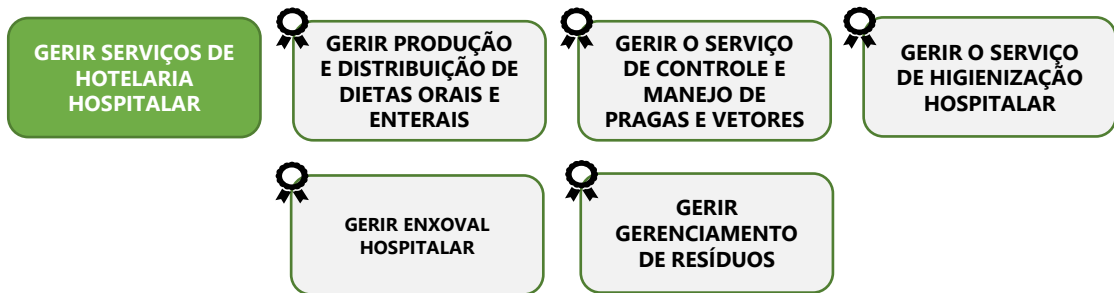 GERIR SERVIÇOS DE
HOTELARIA
HOSPITALAR
GERIR PRODUÇÃO
E DISTRIBUIÇÃO DE
DIETAS ORAIS E
ENTERAIS
GERIR O SERVIÇO
DE CONTROLE E
MANEJO DE
PRAGAS E VETORES
GERIR O SERVIÇO
DE HIGIENIZAÇÃO
HOSPITALAR
GERIR ENXOVAL
HOSPITALAR
GERIR
GERENCIAMENTO
DE RESÍDUOS